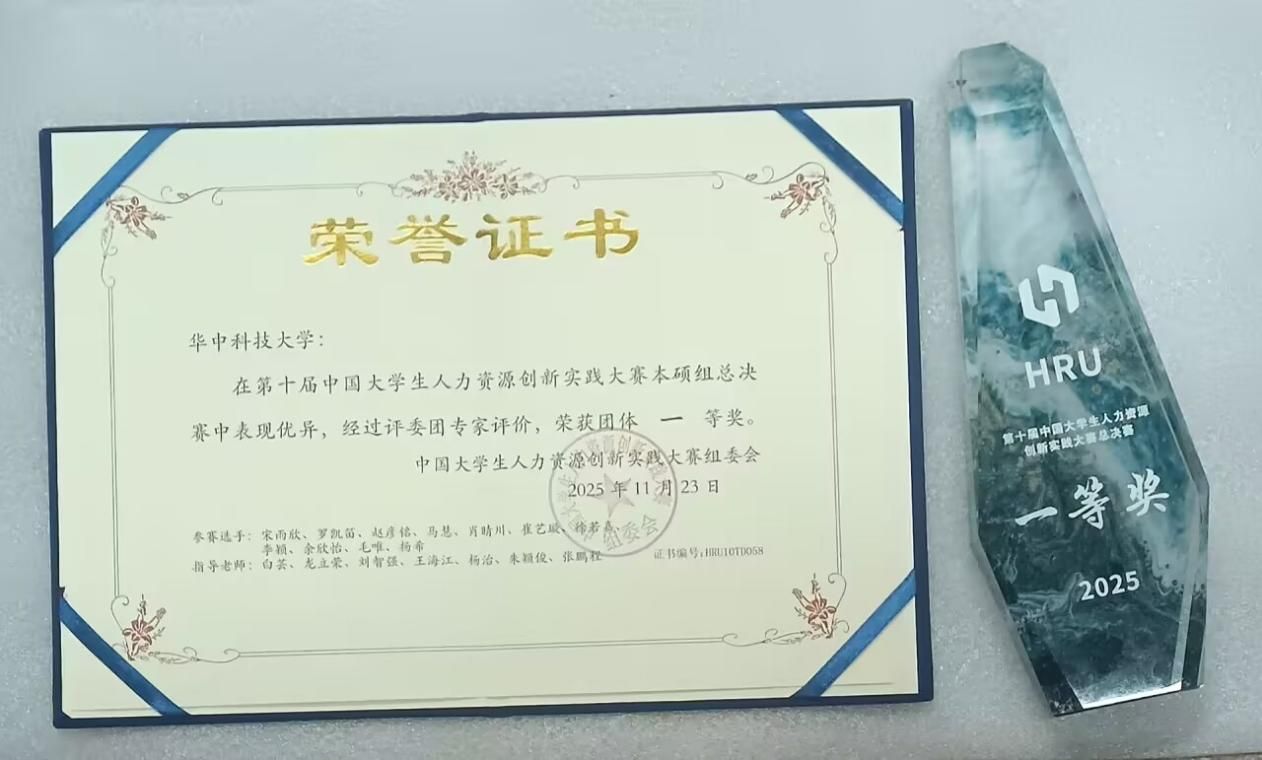 荣誉证书
华中科技大学:
在第十届中国大学生人力资源创新实践大赛本硕组总决
赛中表现优异,经过评委团专家评价,荣获团体 一 等奖。
中国大学生人力资源创新实践大赛组委会
2025 年 11 月 23 日
参赛选手: 宋雨欣、罗凯笛、赵彦铭、马慧、肖晴川、崔艺璇、徐若嘉、
李颖、余欣怡、毛唯、杨希
指导老师: 白芸、龙立荣、刘智强、王海江、杨治、朱颖俊、张鹏程
证书编号:HRU10TD058
组委会
HRU
第十届中国大学生人力资源
创新实践大赛总决赛
一等奖
2025